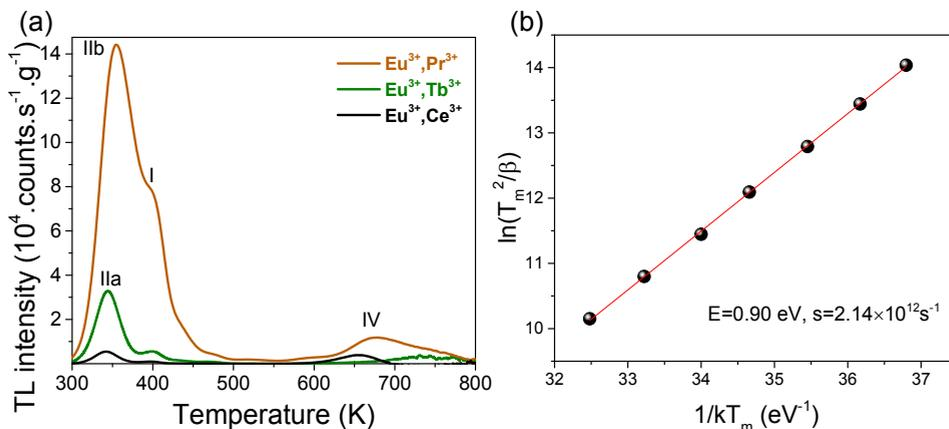 (a)
IIb
Eu³⁺,Pr³⁺
Eu³⁺,Tb³⁺
Eu³⁺,Ce³⁺
I
IIa
IV
14
12
10
8
6
4
2
TL intensity (10⁴.counts.s⁻¹.g⁻¹)
300 400 500 600 700 800
Temperature (K)
(b)
14
13
12
11
10
ln(Tₘ²/β)
E=0.90 eV, s=2.14×10¹²s⁻¹
32 33 34 35 36 37
1/kTₘ (eV⁻¹)